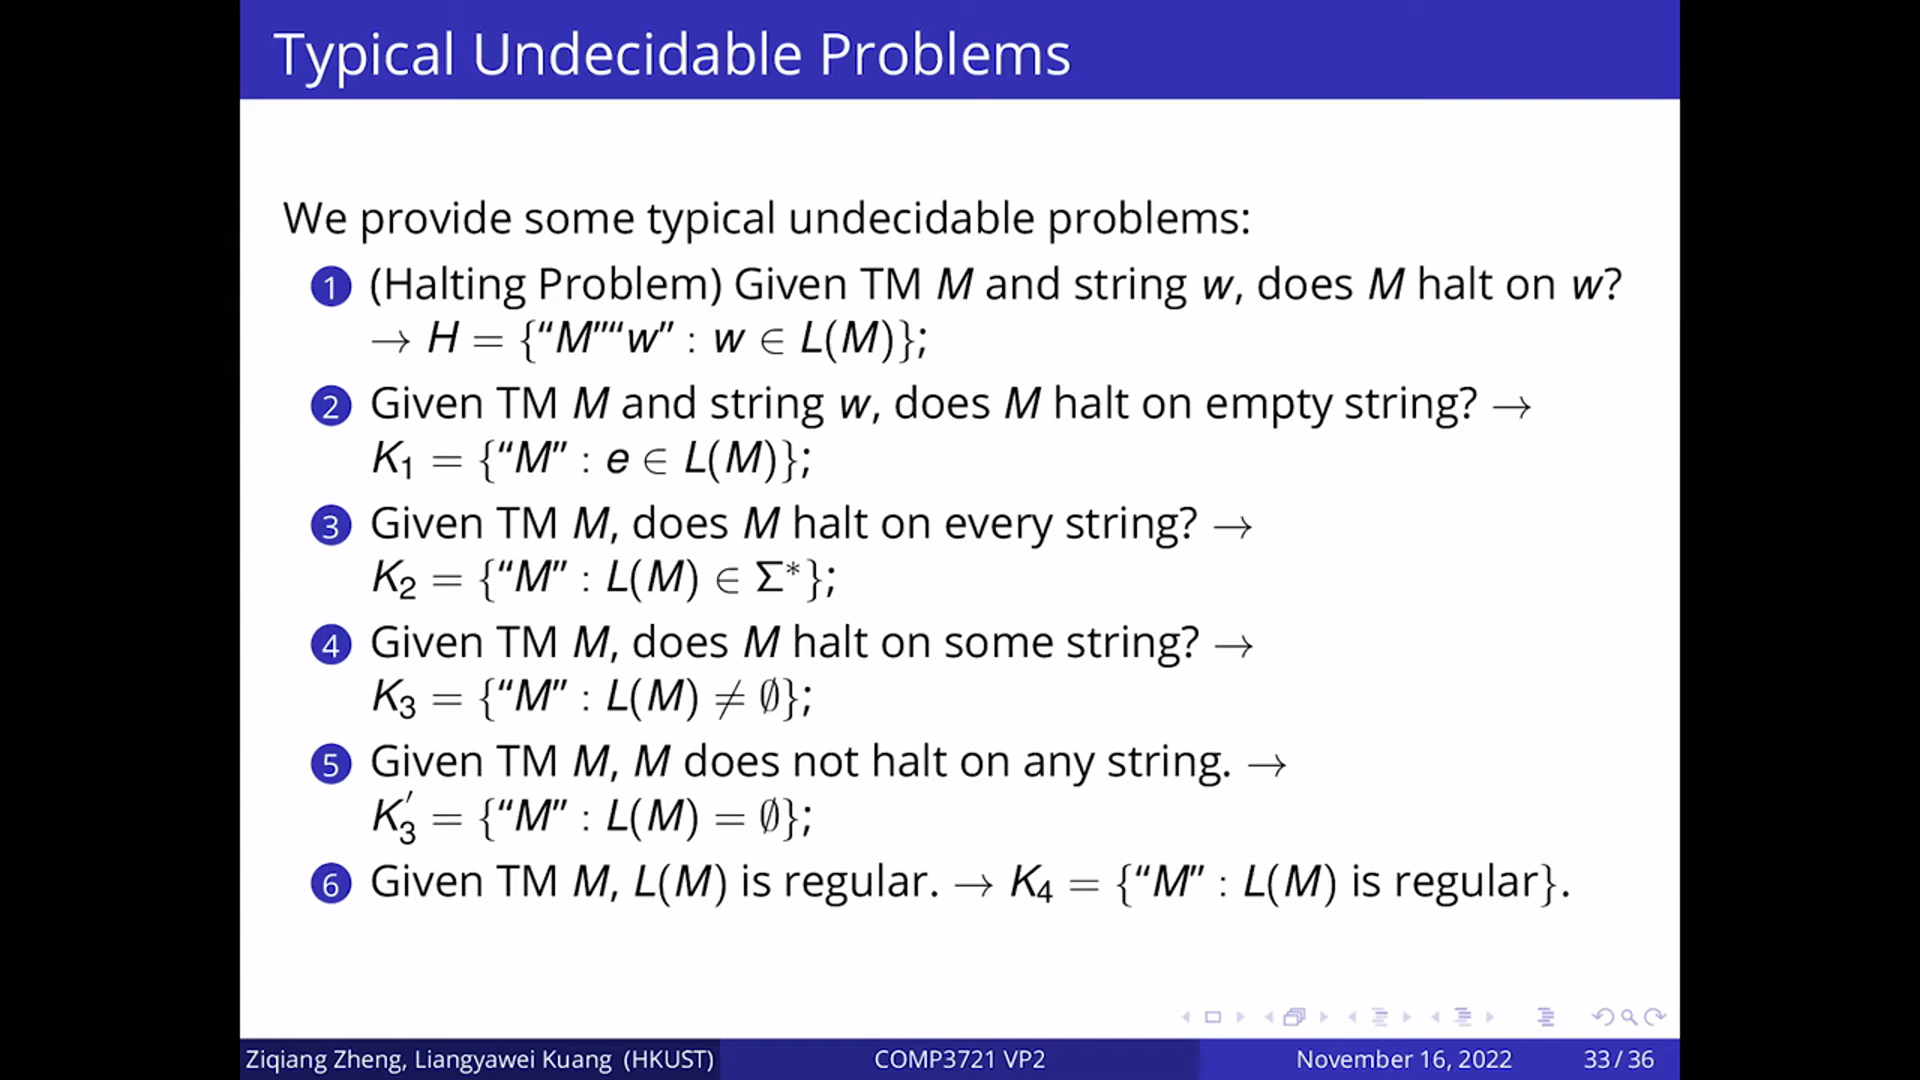 Typical Undecidable Problems
We provide some typical undecidable problems:
1 (Halting Problem) Given TM M and string w, does M halt on w?
→ H = {“M”“w” : w ∈ L(M)};
2 Given TM M and string w, does M halt on empty string? →
K₁ = {“M” : e ∈ L(M)};
3 Given TM M, does M halt on every string? →
K₂ = {“M” : L(M) ∈ Σ*};
4 Given TM M, does M halt on some string? →
K₃ = {“M” : L(M) ≠ ∅};
5 Given TM M, M does not halt on any string. →
K₃′ = {“M” : L(M) = ∅};
6 Given TM M, L(M) is regular. → K₄ = {“M” : L(M) is regular}.
Ziqiang Zheng, Liangyawei Kuang (HKUST) COMP3721 VP2 November 16, 2022 33 / 36